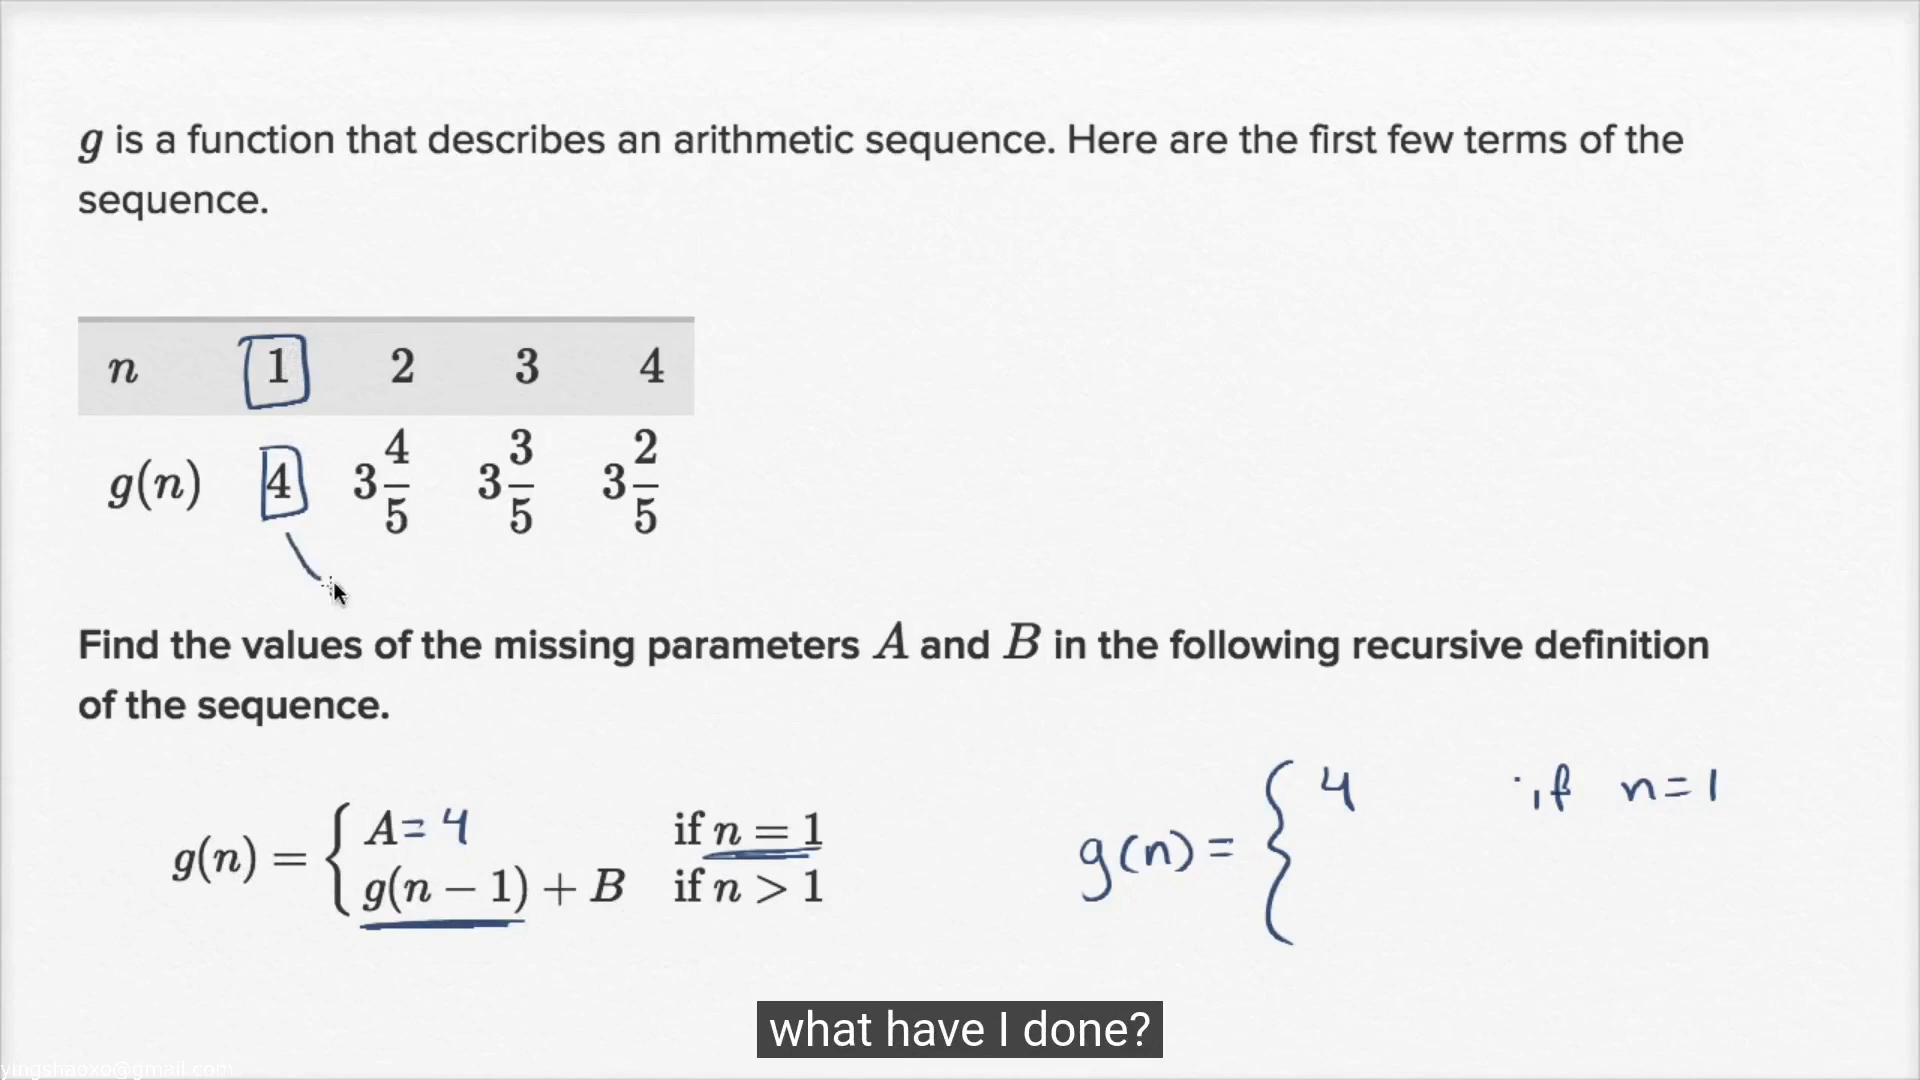 g is a function that describes an arithmetic sequence. Here are the first few terms of the
sequence.
n 1 2 3 4
g(n) 4 3 4/5 3 3/5 3 2/5
Find the values of the missing parameters A and B in the following recursive definition
of the sequence.
g(n) = { A = 4 if n = 1
g(n − 1) + B if n > 1
g(n) = { 4 if n = 1
what have I done?
yingshaoxo@gmail.com